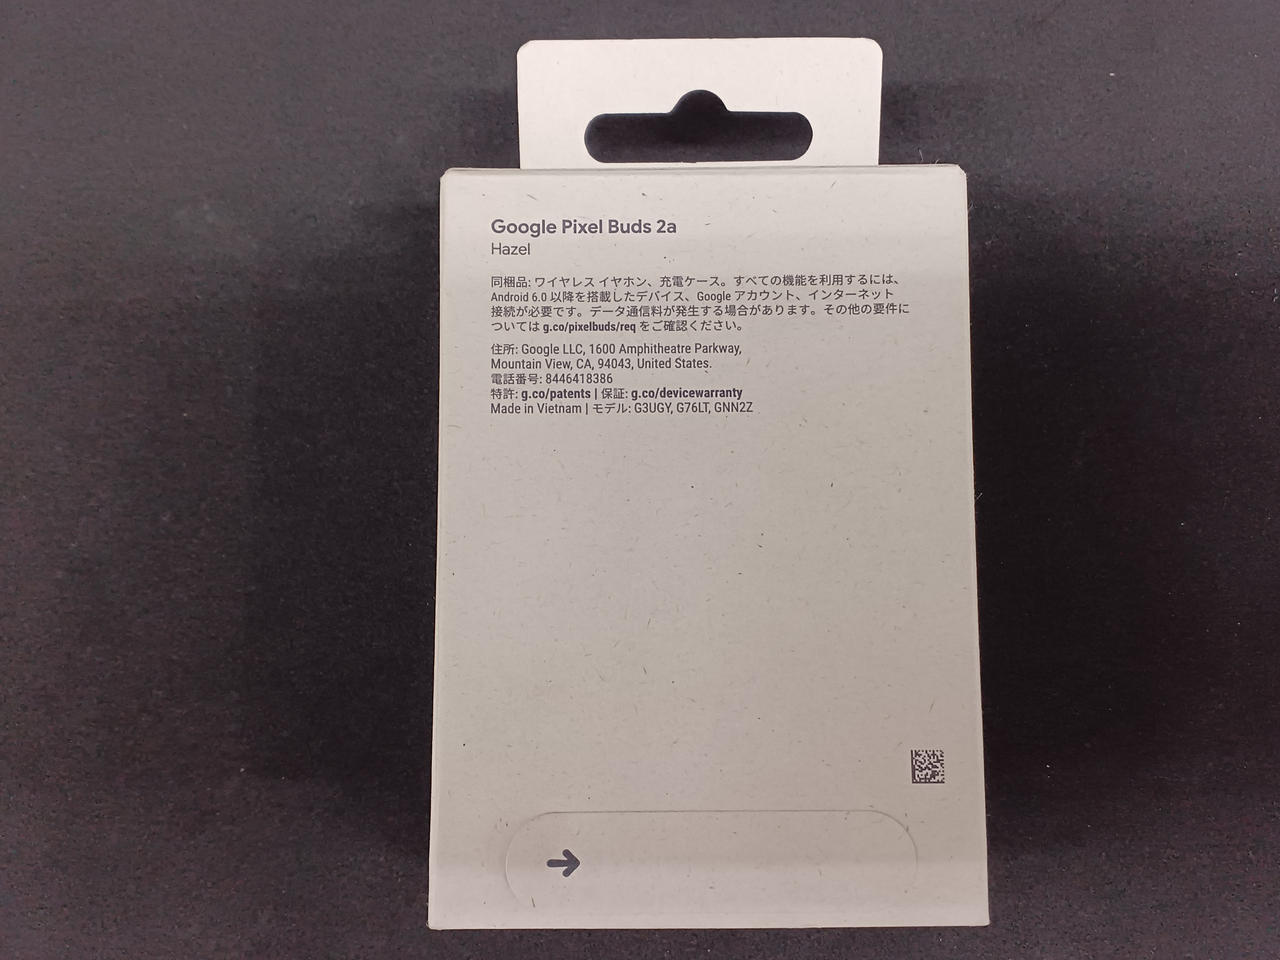 Google Pixel Buds 2a
Hazel
同梱品: ワイヤレス イヤホン、充電ケース。すべての機能を利用するには、
Android 6.0 以降を搭載したデバイス、Google アカウント、インターネット
接続が必要です。データ通信料が発生する場合があります。その他の要件に
ついては g.co/pixelbuds/req をご確認ください。
住所: Google LLC, 1600 Amphitheatre Parkway,
Mountain View, CA, 94043, United States.
電話番号: 8446418386
特許: g.co/patents | 保証: g.co/devicewarranty
Made in Vietnam | モデル: G3UGY, G76LT, GNN2Z